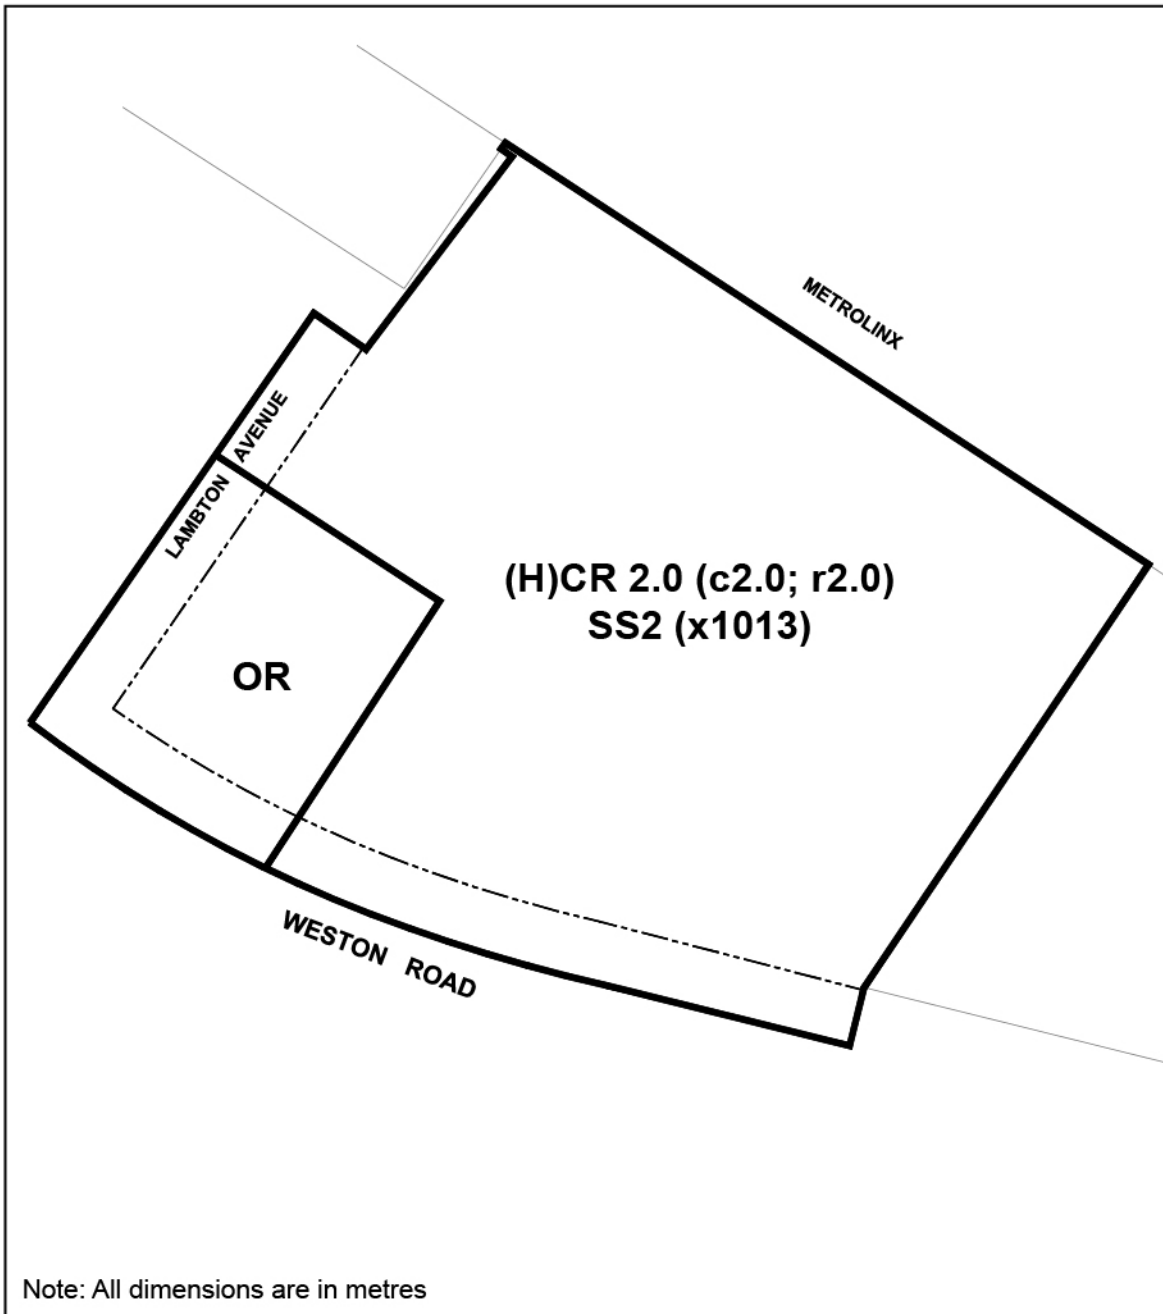 METROLINX
LAMBTON AVENUE
(H)CR 2.0 (c2.0; r2.0)
SS2 (x1013)
OR
WESTON ROAD
Note: All dimensions are in metres